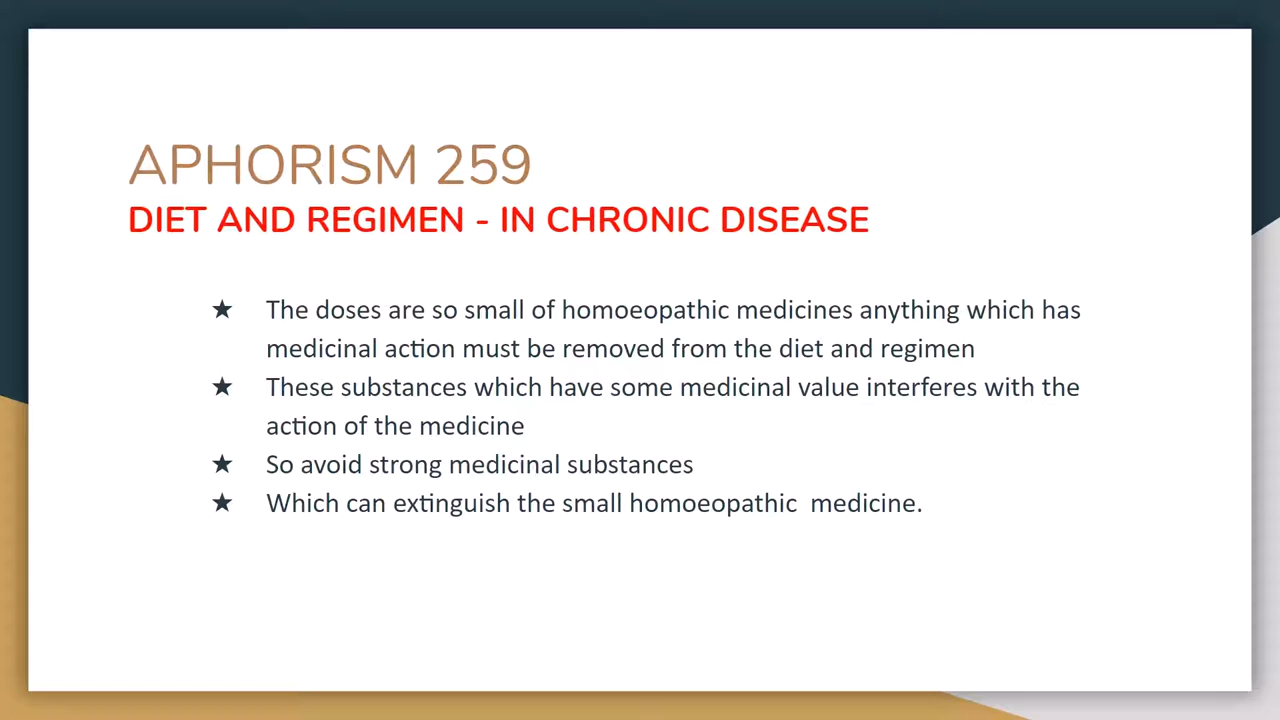 APHORISM 259
DIET AND REGIMEN - IN CHRONIC DISEASE
★ The doses are so small of homoeopathic medicines anything which has
medicinal action must be removed from the diet and regimen
★ These substances which have some medicinal value interferes with the
action of the medicine
★ So avoid strong medicinal substances
★ Which can extinguish the small homoeopathic  medicine.